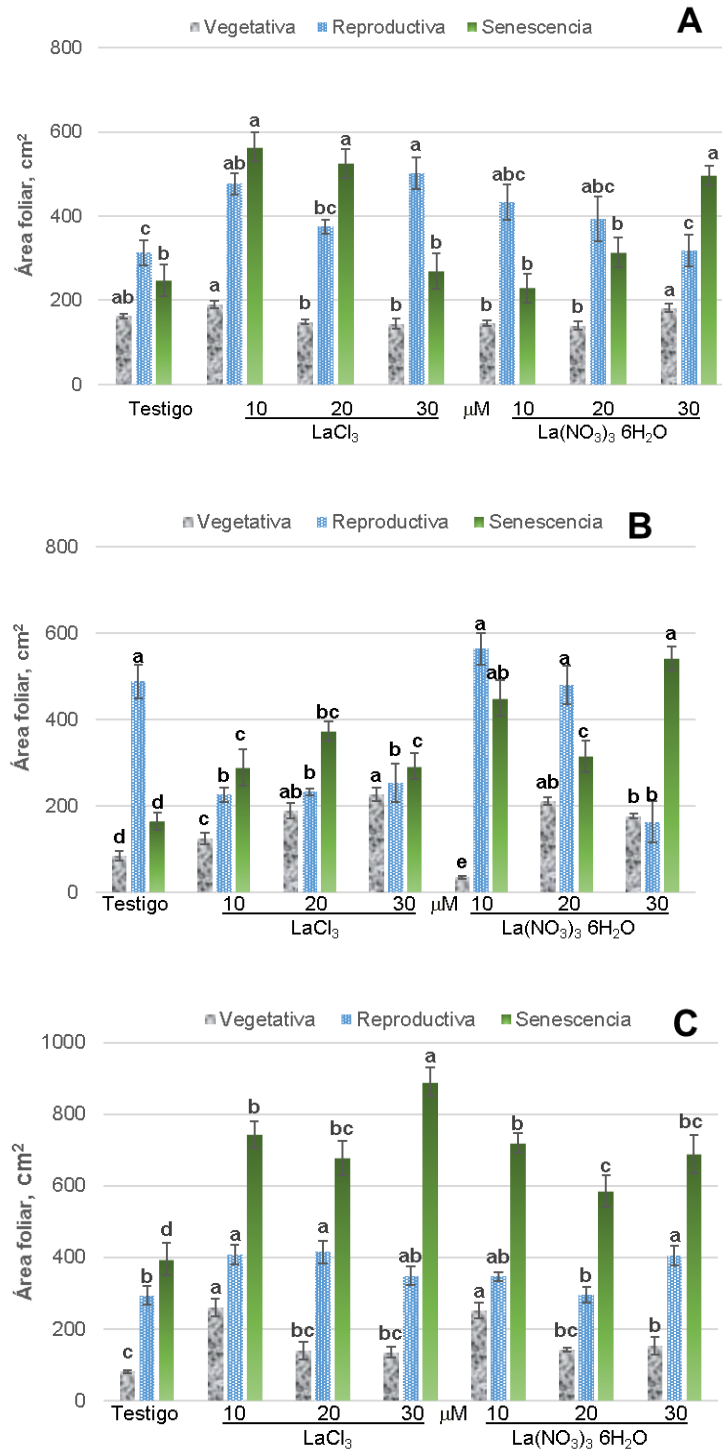 A
Vegetativa Reproductiva Senescencia
800
600
400
200
0
Área foliar, cm²
ab c b
a ab a
b bc a
b a b
b abc b
b abc b
a c a
Testigo 10 20 30 µM 10 20 30
LaCl₃ La(NO₃)₃ 6H₂O
Vegetativa Reproductiva Senescencia
B
800
600
400
200
0
Área foliar, cm²
d a d
c b c
ab b bc
a b c
e a ab
ab a c
b b a
Testigo 10 20 30 µM 10 20 30
LaCl₃ La(NO₃)₃ 6H₂O
Vegetativa Reproductiva Senescencia
C
1000
800
600
400
200
0
Área foliar, cm²
c b d
a a b
bc a bc
bc ab a
a ab b
bc b c
b a bc
Testigo 10 20 30 µM 10 20 30
LaCl₃ La(NO₃)₃ 6H₂O